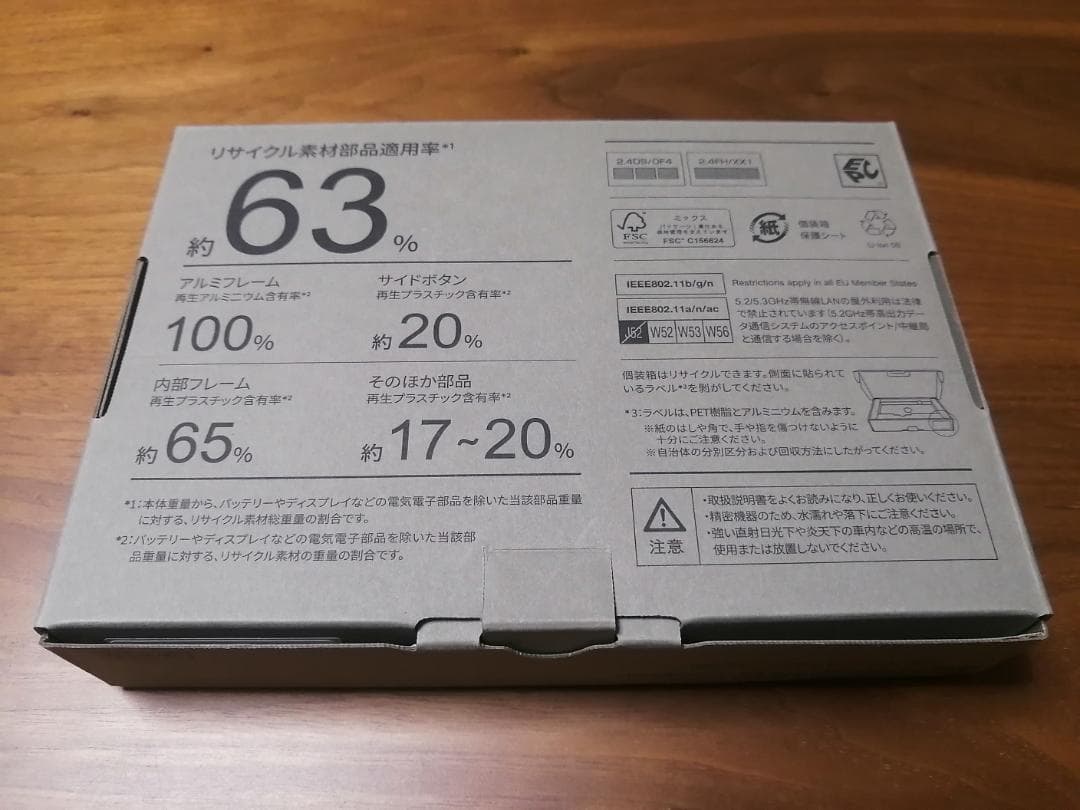 リサイクル素材部品適用率*1
約63%
アルミフレーム
再生アルミニウム含有率*2
100%
サイドボタン
再生プラスチック含有率*2
約20%
内部フレーム
再生プラスチック含有率*2
約65%
そのほか部品
再生プラスチック含有率*2
約17~20%
*1:本体重量から、バッテリーやディスプレイなどの電気電子部品を除いた当該部品重量
に対する、リサイクル素材総重量の割合です。
*2:バッテリーやディスプレイなどの電気電子部品を除いた当該部
品重量に対する、リサイクル素材の重量の割合です。
2.4DS/OF4
2.4FH/XX1
EPC
FSC
ミックス
FSC™ C156624
紙
個装箱
保護シート
Li-ion 00
IEEE802.11b/g/n
Restrictions apply in all EU Member States
IEEE802.11a/n/ac
J52 W52 W53 W56
5.2/5.3GHz帯無線LANの屋外利用は法律
で禁止されています(5.2GHz帯高出力デー
タ通信システムのアクセスポイント/中継局
と通信する場合を除く)。
個装箱はリサイクルできます。側面に貼られて
いるラベル*3を剥がしてください。
*3:ラベルは、PET樹脂とアルミニウムを含みます。
※紙のはしや角で、手や指を傷つけないように
十分にご注意ください。
※自治体の分別区分および回収方法にしたがってください。
注意
・取扱説明書をよくお読みになり、正しくお使いください。
・精密機器のため、水濡れや落下にご注意ください。
・強い直射日光下や炎天下の車内などの高温の場所で、
使用または放置しないでください。